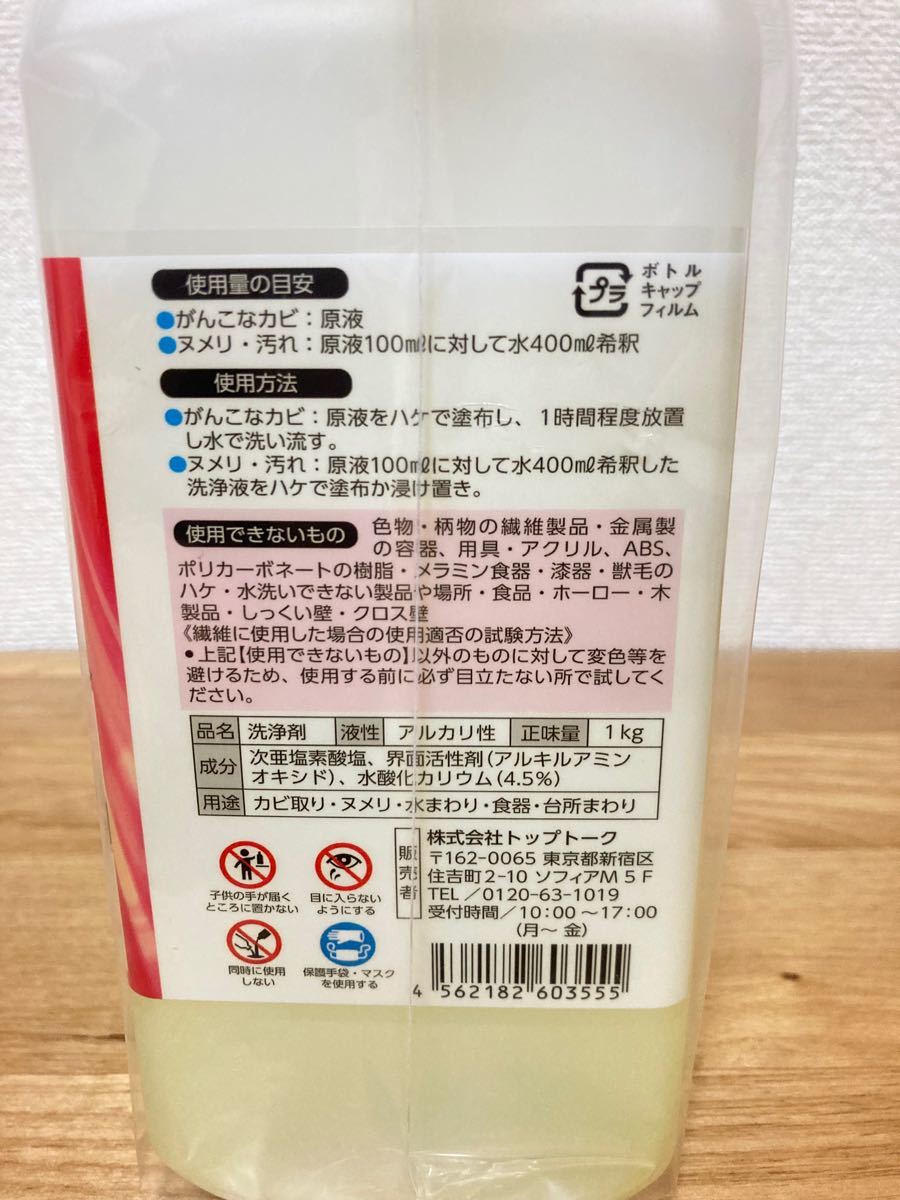 プラ
ボトル
キャップ
フィルム
使用量の目安
●がんこなカビ：原液
●ヌメリ・汚れ：原液100㎖に対して水400㎖希釈
使用方法
●がんこなカビ：原液をハケで塗布し、1時間程度放置
し水で洗い流す。
●ヌメリ・汚れ：原液100㎖に対して水400㎖希釈した
洗浄液をハケで塗布か浸け置き。
使用できないもの 色物・柄物の繊維製品・金属製
の容器、用具・アクリル、ABS、
ポリカーボネートの樹脂・メラミン食器・漆器・獣毛の
ハケ・水洗いできない製品や場所・食品・ホーロー・木
製品・しっくい壁・クロス壁
《繊維に使用した場合の使用適否の試験方法》
•上記【使用できないもの】以外のものに対して変色等を
避けるため、使用する前に必ず目立たない所で試してく
ださい。
品名 洗浄剤 液性 アルカリ性 正味量 1kg
成分 次亜塩素酸塩、界面活性剤(アルキルアミン
オキシド)、水酸化カリウム(4.5%)
用途 カビ取り・ヌメリ・水まわり・食器・台所まわり
子供の手が届く
ところに置かない
目に入らない
ようにする
同時に使用
しない
保護手袋・マスク
を使用する
販売者
株式会社トップトーク
〒162-0065 東京都新宿区
住吉町2-10 ソフィアM 5 F
TEL／0120-63-1019
受付時間／10:00～17:00
(月～金)
4 562182 603555